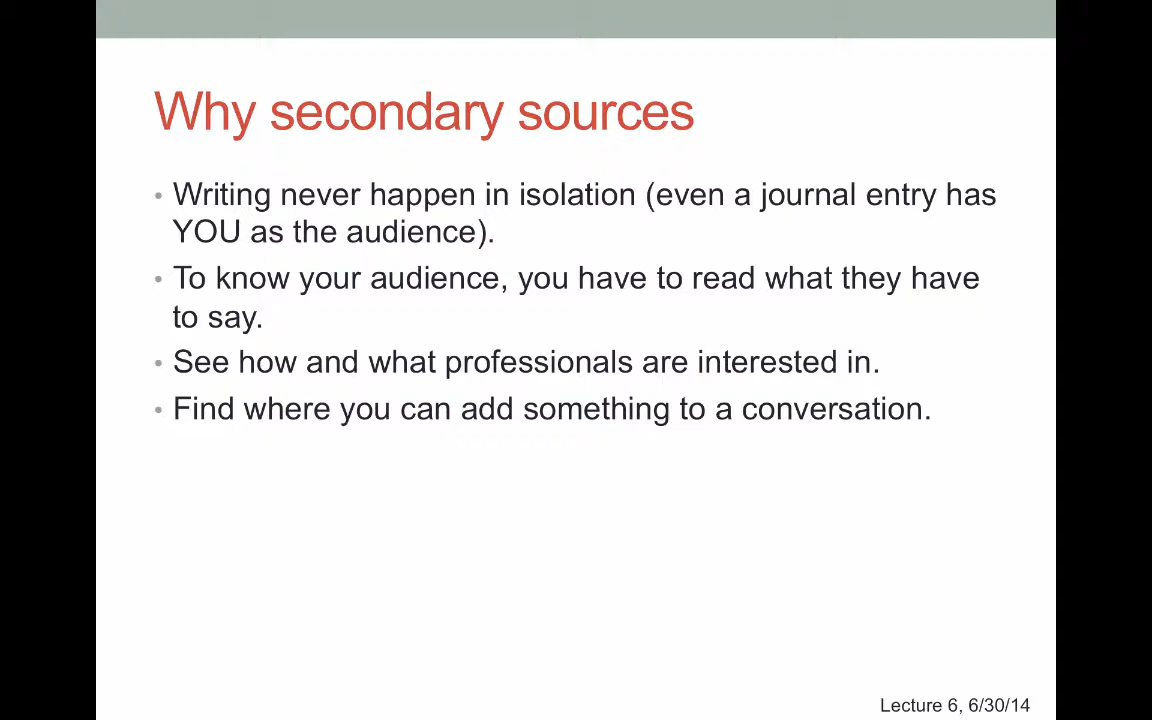 Why secondary sources
• Writing never happen in isolation (even a journal entry has
YOU as the audience).
• To know your audience, you have to read what they have
to say.
• See how and what professionals are interested in.
• Find where you can add something to a conversation.
Lecture 6, 6/30/14